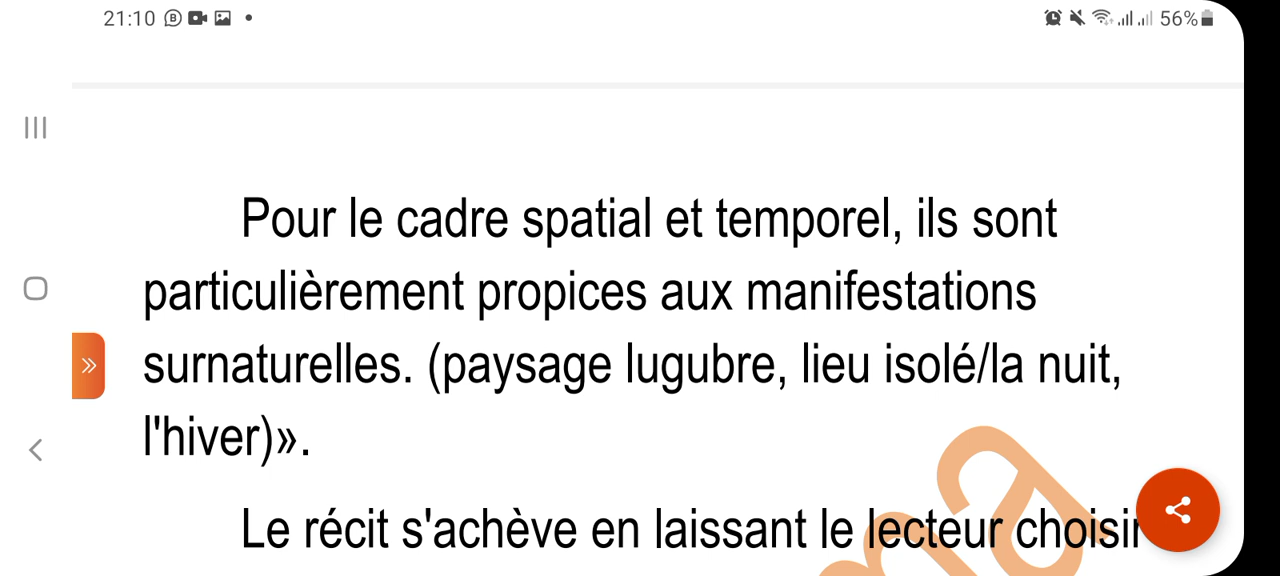 21:10
56%
Pour le cadre spatial et temporel, ils sont
particulièrement propices aux manifestations
surnaturelles. (paysage lugubre, lieu isolé/la nuit,
l'hiver)».
Le récit s'achève en laissant le lecteur choisir